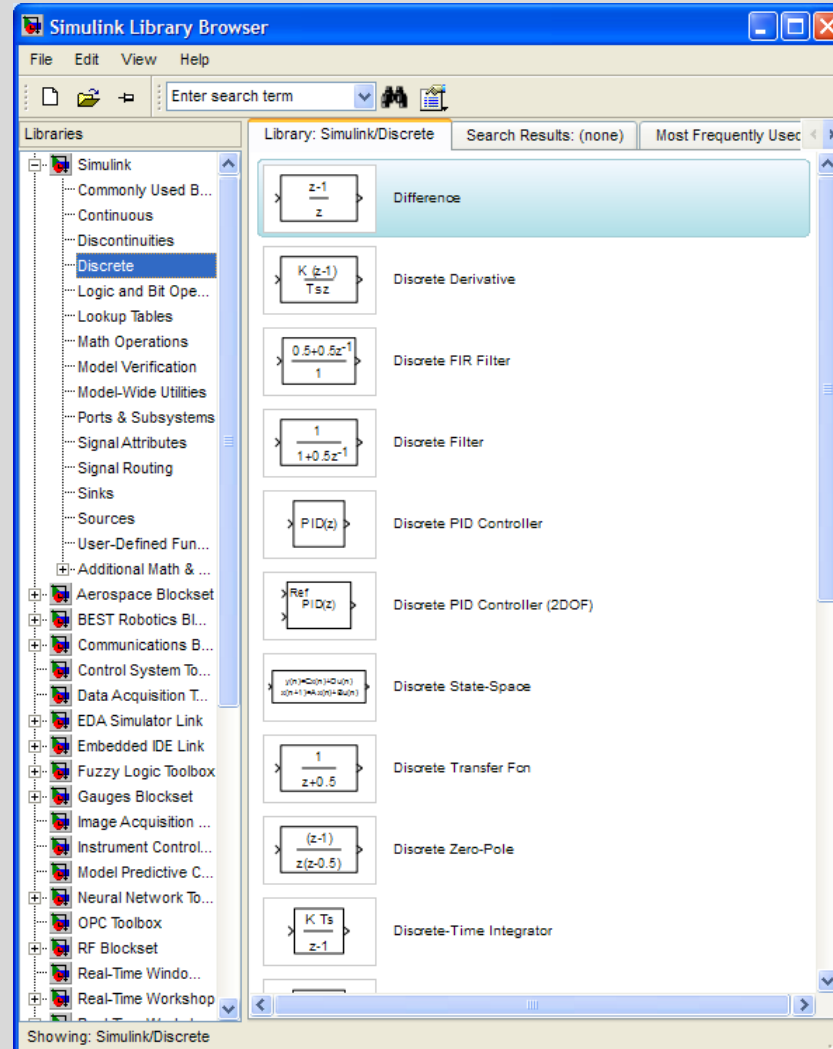 Simulink Library Browser
File Edit View Help
Enter search term
Libraries
Library: Simulink/Discrete Search Results: (none) Most Frequently Usec
Simulink
Commonly Used B...
Continuous
Discontinuities
Discrete
Logic and Bit Ope...
Lookup Tables
Math Operations
Model Verification
Model-Wide Utilities
Ports & Subsystems
Signal Attributes
Signal Routing
Sinks
Sources
User-Defined Fun...
Additional Math & ...
Aerospace Blockset
BEST Robotics Bl...
Communications B...
Control System To...
Data Acquisition T...
EDA Simulator Link
Embedded IDE Link
Fuzzy Logic Toolbox
Gauges Blockset
Image Acquisition ...
Instrument Control...
Model Predictive C...
Neural Network To...
OPC Toolbox
RF Blockset
Real-Time Windo...
Real-Time Workshop
z-1
z
Difference
K (z-1)
Tsz
Discrete Derivative
0.5+0.5z⁻¹
1
Discrete FIR Filter
1
1+0.5z⁻¹
Discrete Filter
PID(z)
Discrete PID Controller
Ref
PID(z)
Discrete PID Controller (2DOF)
y(n)=Cx(n)+Du(n)
x(n+1)=Ax(n)+Bu(n)
Discrete State-Space
1
z+0.5
Discrete Transfer Fcn
(z-1)
z(z-0.5)
Discrete Zero-Pole
K Ts
z-1
Discrete-Time Integrator
Showing: Simulink/Discrete